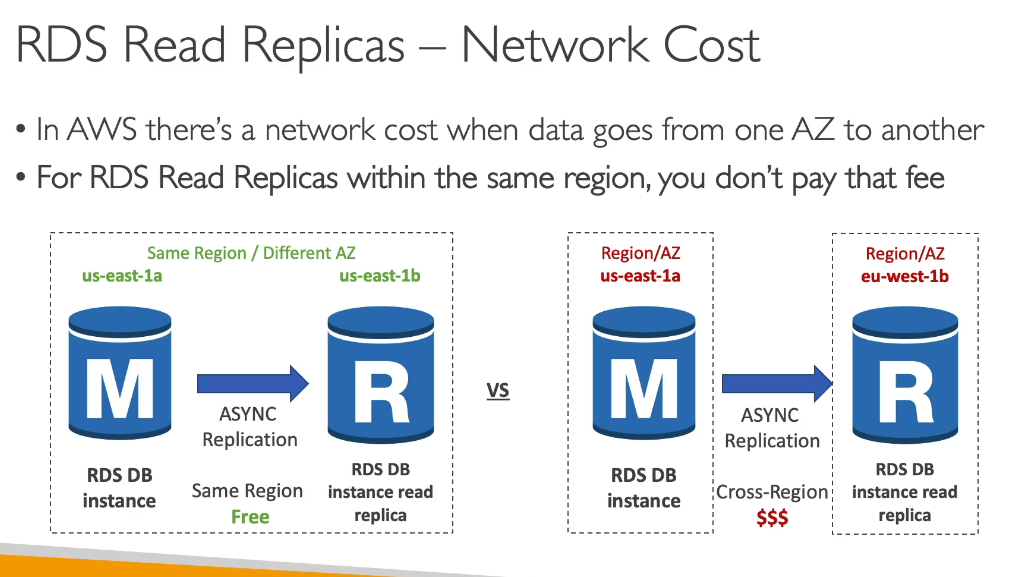 RDS Read Replicas – Network Cost
• In AWS there's a network cost when data goes from one AZ to another
• For RDS Read Replicas within the same region, you don't pay that fee
Same Region / Different AZ
us-east-1a
us-east-1b
M
R
ASYNC
Replication
RDS DB
instance
Same Region
Free
RDS DB
instance read
replica
VS
Region/AZ
us-east-1a
Region/AZ
eu-west-1b
M
R
ASYNC
Replication
RDS DB
instance
Cross-Region
$$$
RDS DB
instance read
replica